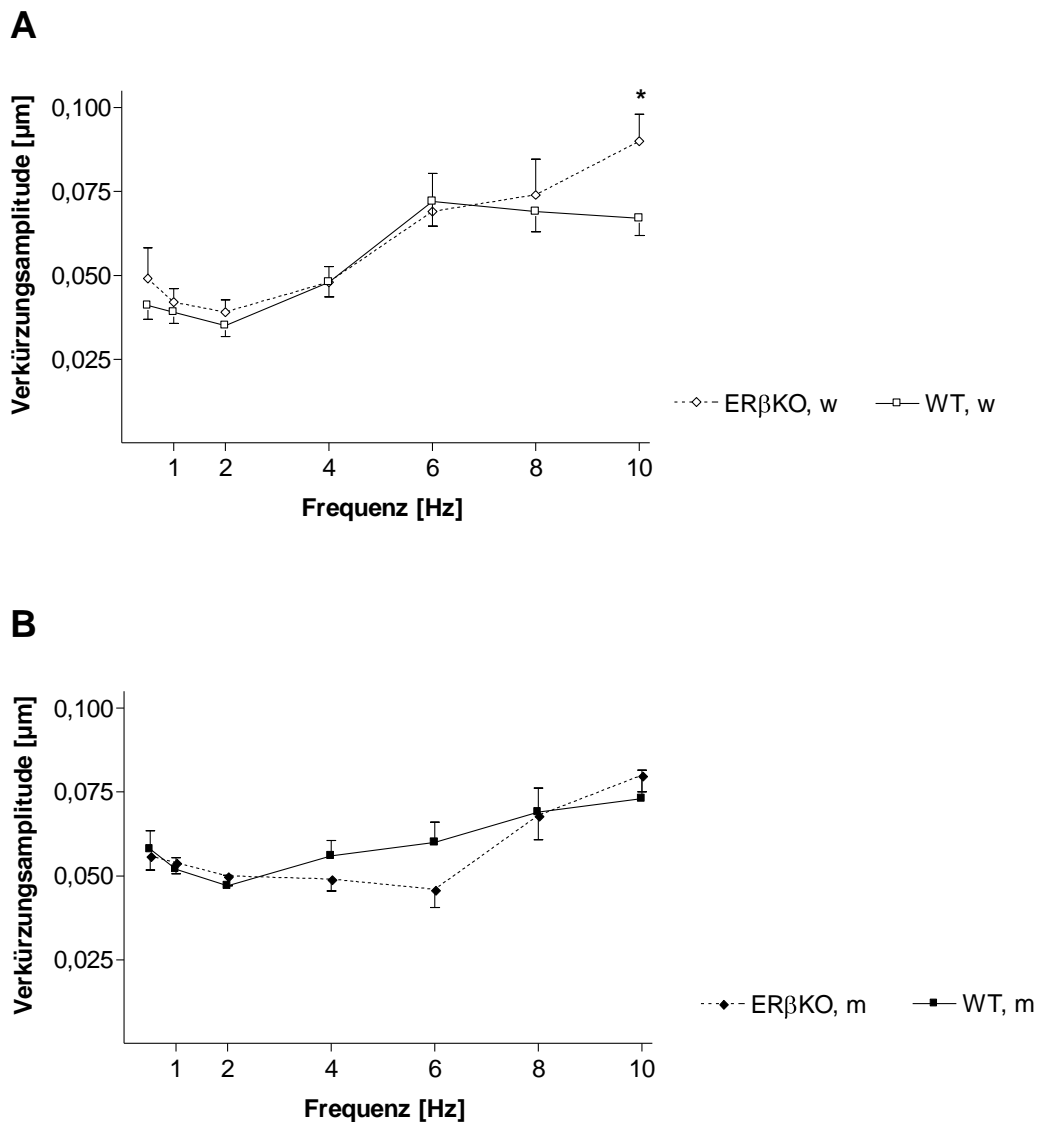 A
*
Verkürzungsamplitude [µm]
0,100
0,075
0,050
0,025
1 2 4 6 8 10
Frequenz [Hz]
ERβKO, w WT, w
B
Verkürzungsamplitude [µm]
0,100
0,075
0,050
0,025
1 2 4 6 8 10
Frequenz [Hz]
ERβKO, m WT, m